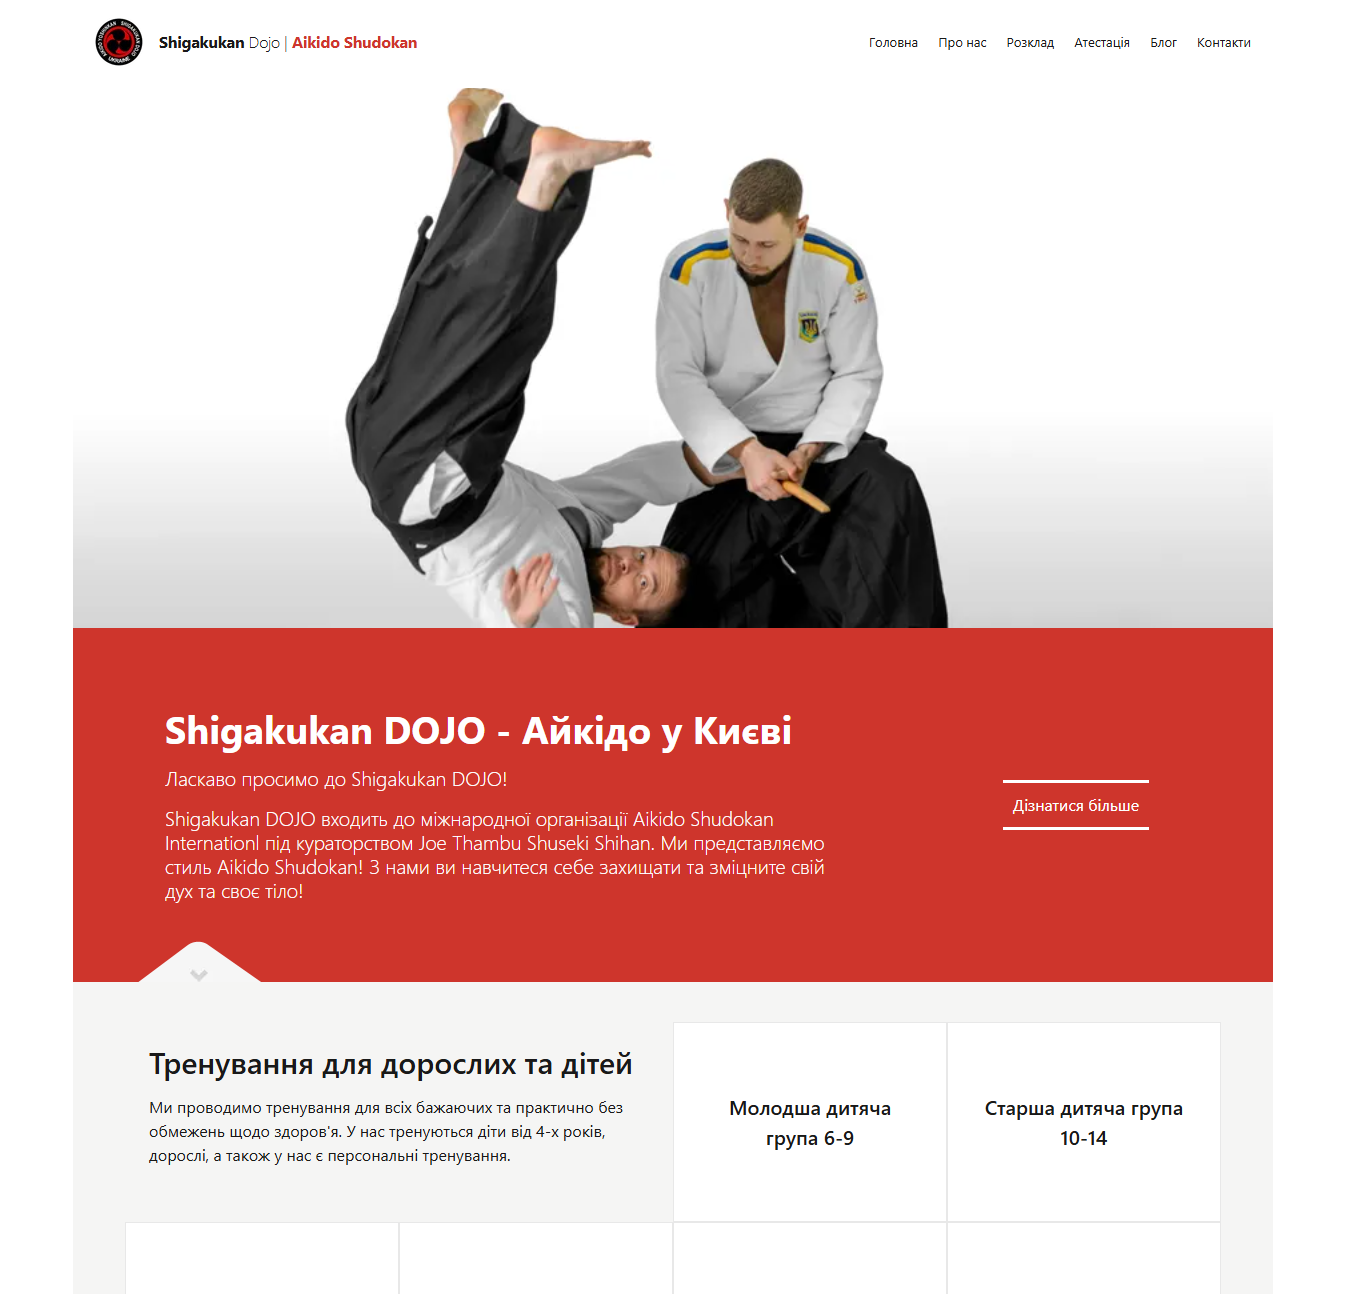 Shigakukan Dojo | Aikido Shudokan
Головна Про нас Розклад Атестація Блог Контакти
Shigakukan DOJO - Айкідо у Києві
Ласкаво просимо до Shigakukan DOJO!
Shigakukan DOJO входить до міжнародної організації Aikido Shudokan
Internationl під кураторством Joe Thambu Shuseki Shihan. Ми представляємо
стиль Aikido Shudokan! З нами ви навчитеся себе захищати та зміцните свій
дух та своє тіло!
Дізнатися більше
Тренування для дорослих та дітей
Ми проводимо тренування для всіх бажаючих та практично без
обмежень щодо здоров'я. У нас тренуються діти від 4-х років,
дорослі, а також у нас є персональні тренування.
Молодша дитяча
група 6-9
Старша дитяча група
10-14